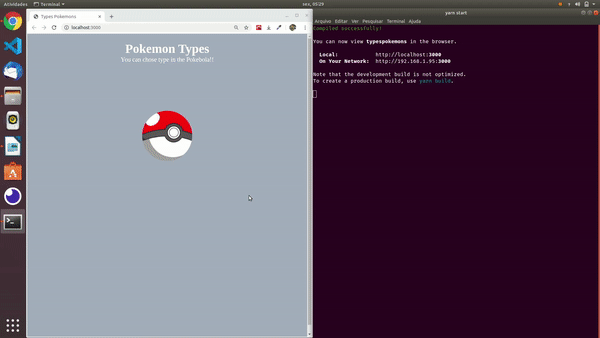 Atividades
Terminal
sex, 05:29
Types Pokemons
localhost:3000
Pokemon Types
You can chose type in the Pokebola!!
yarn start
Arquivo Editar Ver Pesquisar Terminal Ajuda
Compiled successfully!
You can now view typespokemons in the browser.
Local: http://localhost:3000
On Your Network: http://192.168.1.95:3000
Note that the development build is not optimized.
To create a production build, use yarn build.